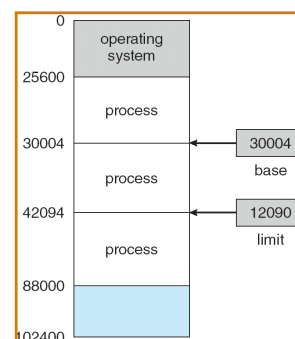 0
operating
system
25600
process
30004
30004
base
process
42094
12090
limit
process
88000
102400